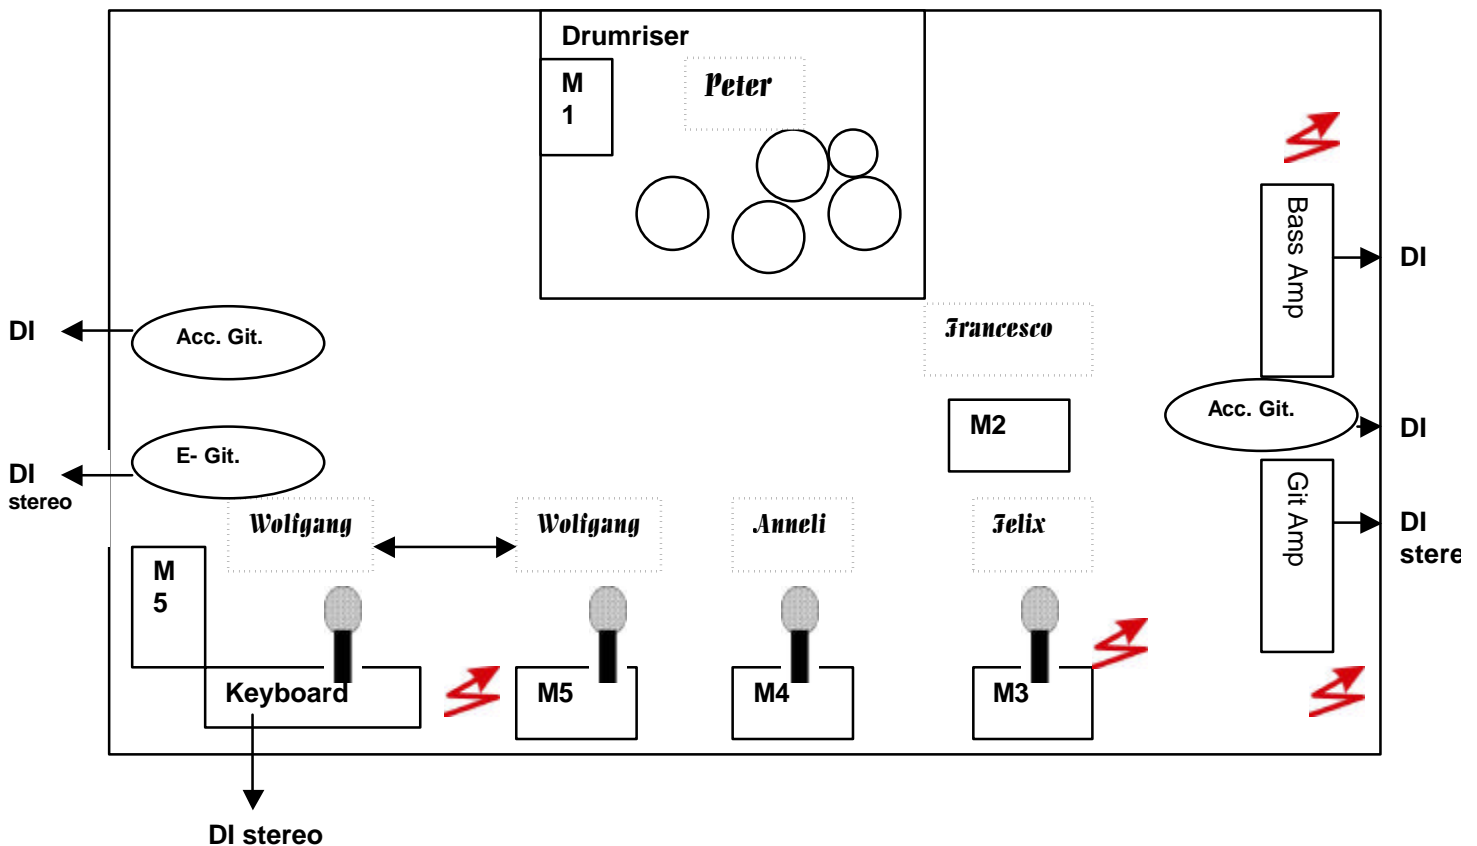 Drumriser
M
1
Peter
Bass Amp
DI
DI
Acc. Git.
Francesco
Acc. Git.
DI
M2
E- Git.
DI
stereo
Git Amp
DI
stere
Wolfgang
Wolfgang
Anneli
Felix
M
5
Keyboard
M5
M4
M3
DI stereo